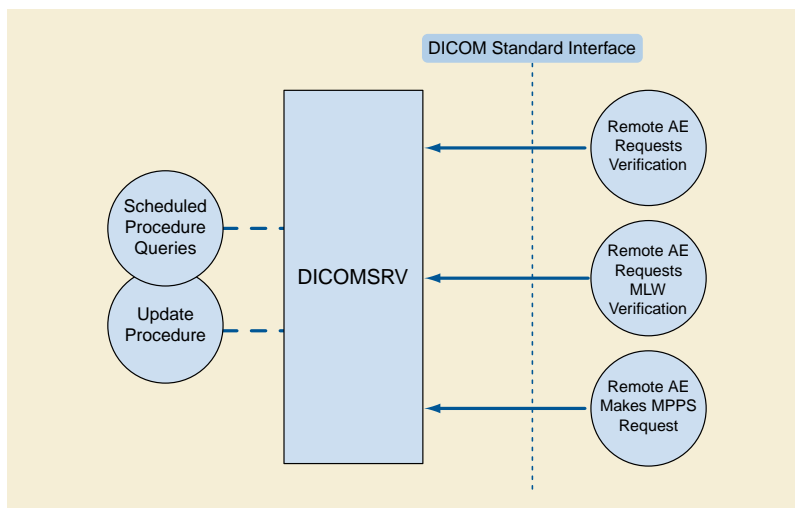 DICOM Standard Interface
Remote AE
Requests
Verification
Scheduled
Procedure
Queries
DICOMSRV
Remote AE
Requests
MLW
Verification
Update
Procedure
Remote AE
Makes MPPS
Request